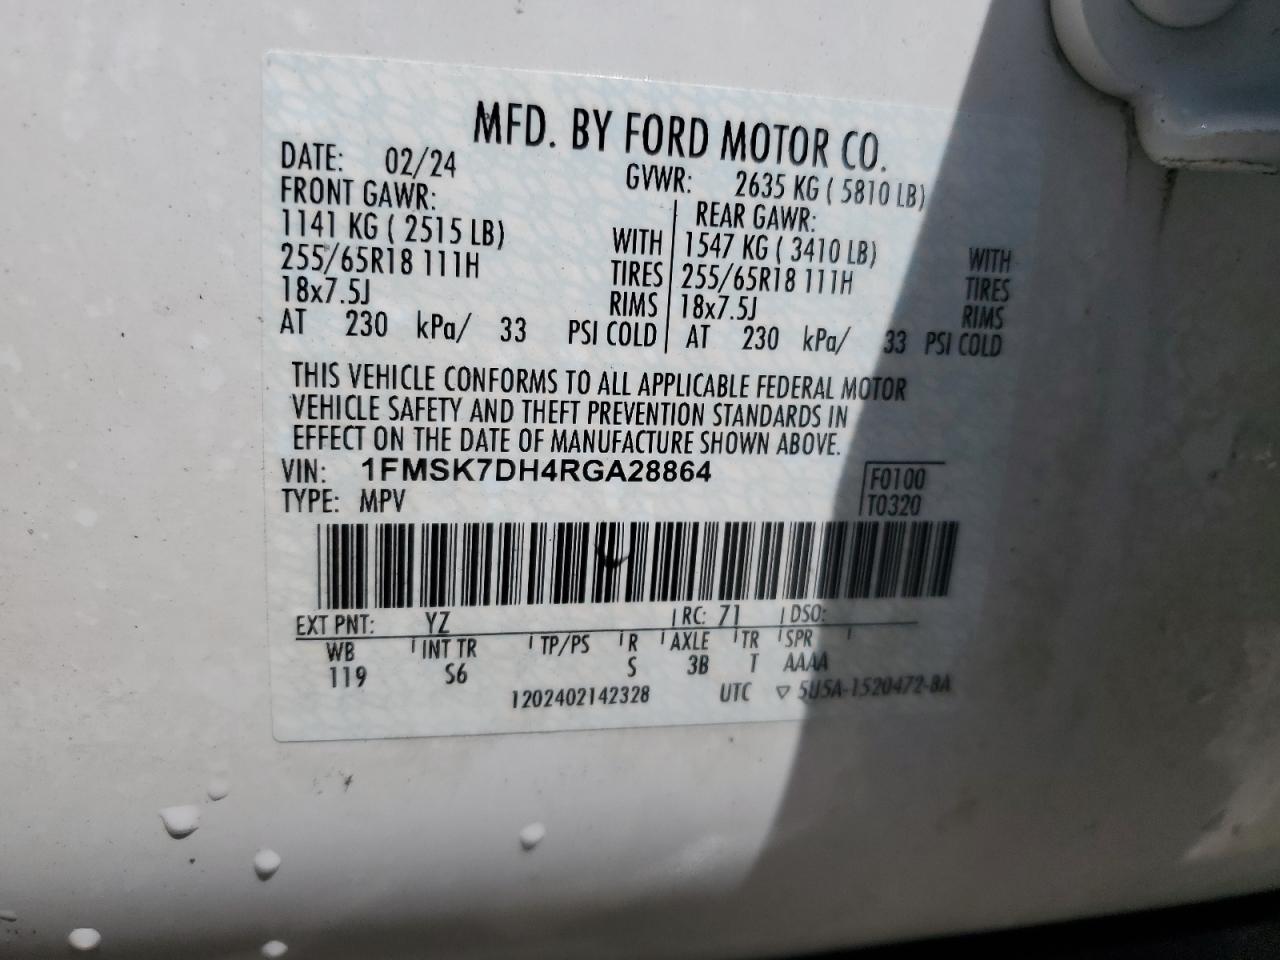 MFD. BY FORD MOTOR CO.
DATE: 02/24 GVWR: 2635 KG ( 5810 LB)
FRONT GAWR: REAR GAWR:
1141 KG ( 2515 LB) WITH 1547 KG ( 3410 LB) WITH
255/65R18 111H TIRES 255/65R18 111H TIRES
18x7.5J RIMS 18x7.5J RIMS
AT 230 kPa/ 33 PSI COLD AT 230 kPa/ 33 PSI COLD
THIS VEHICLE CONFORMS TO ALL APPLICABLE FEDERAL MOTOR
VEHICLE SAFETY AND THEFT PREVENTION STANDARDS IN
EFFECT ON THE DATE OF MANUFACTURE SHOWN ABOVE.
VIN: 1FMSK7DH4RGA28864 F0100
TYPE: MPV T0320
EXT PNT: YZ RC: 71 DSO:
WB INT TR TP/PS R AXLE TR SPR
119 S6 S 3B T AAAA
1202402142328 UTC ▽ 5U5A-1520472-BA